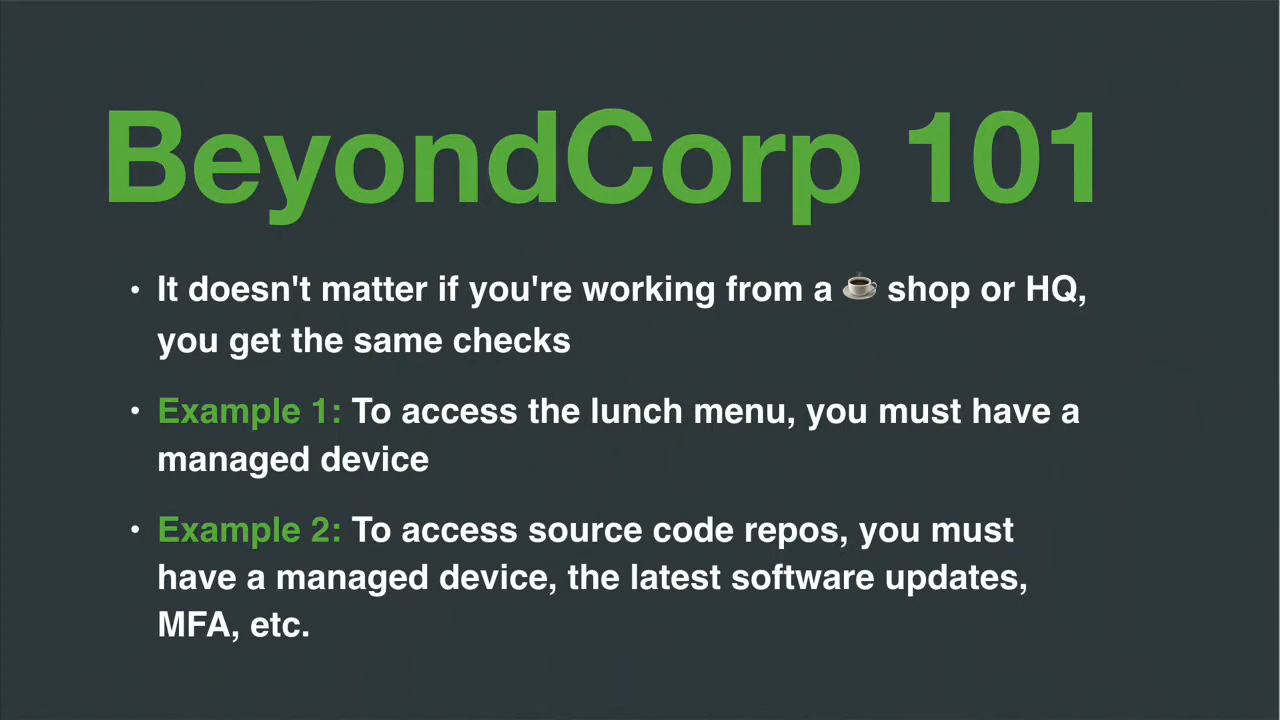 BeyondCorp 101
• It doesn't matter if you're working from a ☕ shop or HQ,
you get the same checks
• Example 1: To access the lunch menu, you must have a
managed device
• Example 2: To access source code repos, you must
have a managed device, the latest software updates,
MFA, etc.